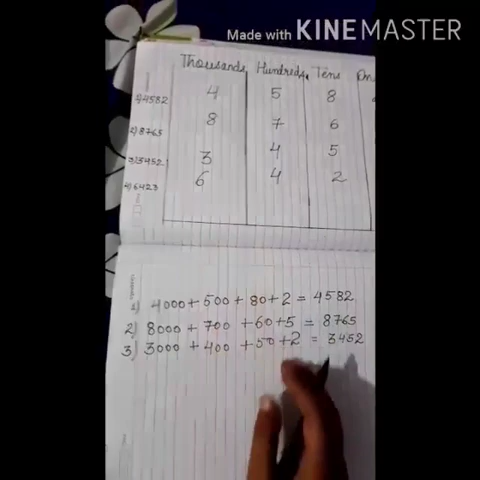 Made with KINEMASTER
Thousands Hundreds Tens
1) 4582 4 5 8
2) 8765 8 7 6
3) 3452 3 4 5
4) 6423 6 4 2
1) 4000 + 500 + 80 + 2 = 4582
2) 8000 + 700 + 60 + 5 = 8765
3) 3000 + 400 + 50 + 2 = 3452